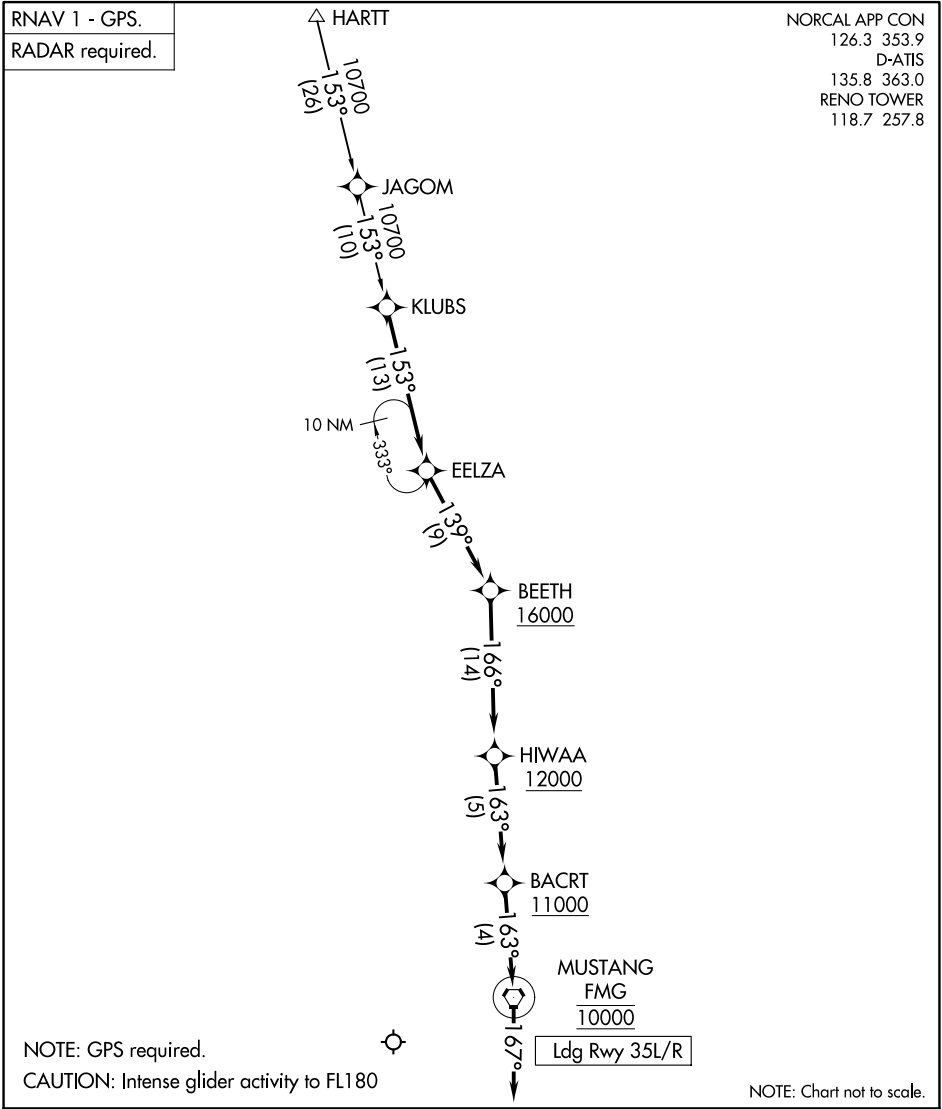 RNAV 1 - GPS.
RADAR required.
HARTT
NORCAL APP CON
126.3 353.9
D-ATIS
135.8 363.0
RENO TOWER
118.7 257.8
10700
153°
(26)
JAGOM
10700
153°
(10)
KLUBS
153°
(13)
10 NM
333°
EELZA
139°
(9)
BEETH
16000
166°
(14)
HIWAA
12000
163°
(5)
BACRT
11000
163°
(4)
MUSTANG
FMG
10000
167°
Ldg Rwy 35L/R
NOTE: GPS required.
CAUTION: Intense glider activity to FL180
NOTE: Chart not to scale.